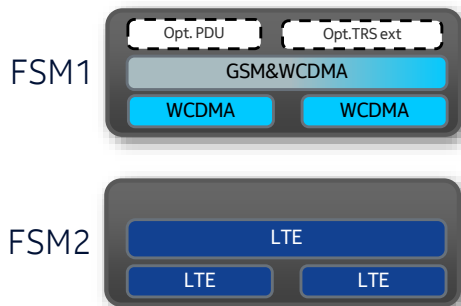 Opt. PDU
Opt.TRS ext
FSM1
GSM&WCDMA
WCDMA
WCDMA
FSM2
LTE
LTE
LTE